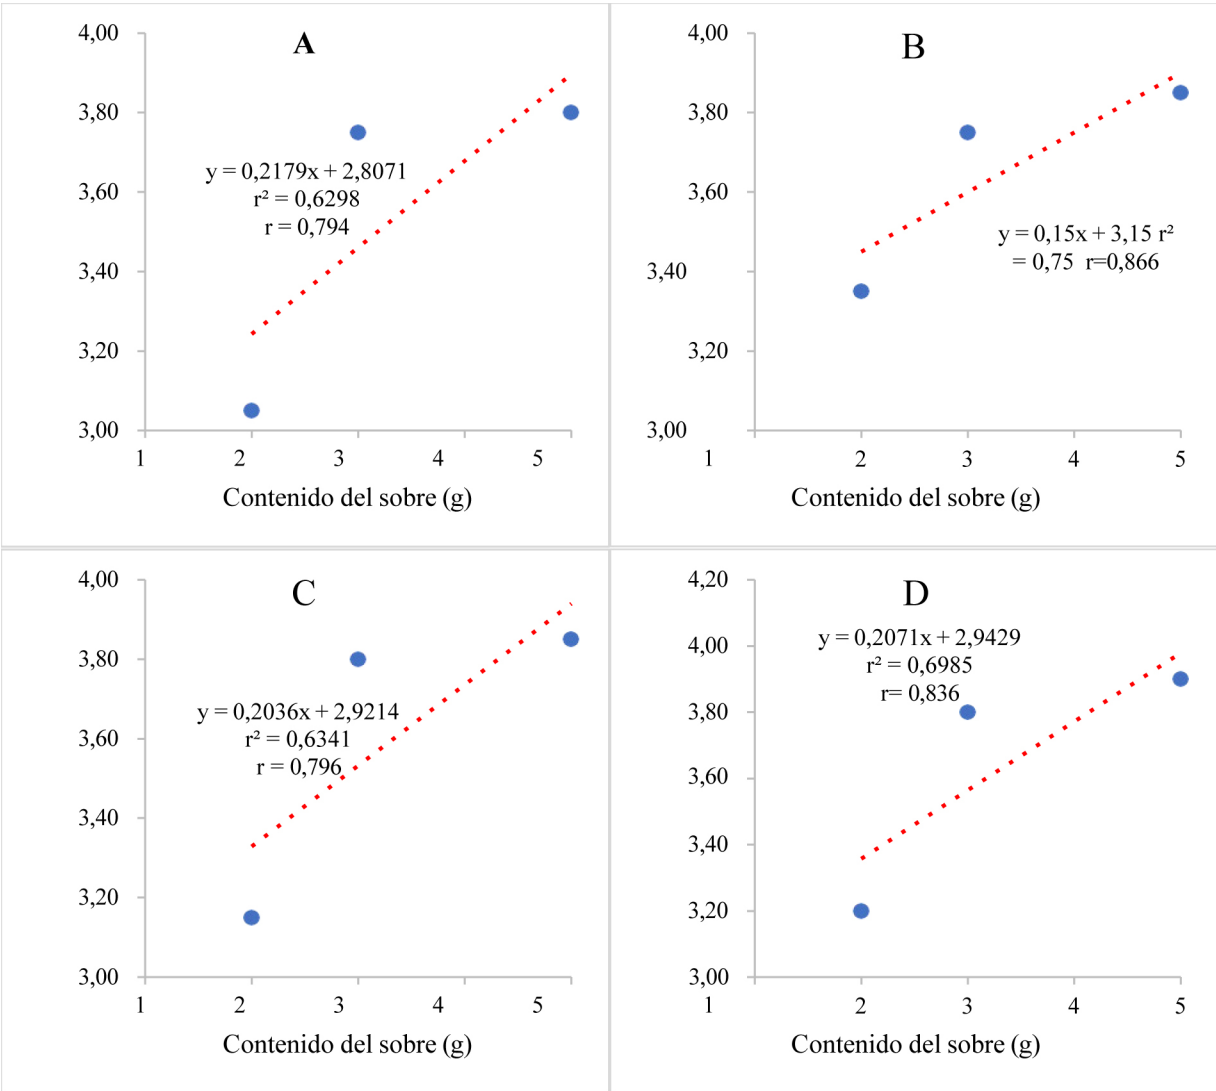 A
4,00
3,80
3,60
3,40
3,20
3,00
y = 0,2179x + 2,8071
r² = 0,6298
r = 0,794
1 2 3 4 5
Contenido del sobre (g)
B
4,00
3,80
3,60
3,40
3,20
3,00
y = 0,15x + 3,15 r²
= 0,75 r=0,866
1 2 3 4 5
Contenido del sobre (g)
C
4,00
3,80
3,60
3,40
3,20
3,00
y = 0,2036x + 2,9214
r² = 0,6341
r = 0,796
1 2 3 4 5
Contenido del sobre (g)
D
4,20
4,00
3,80
3,60
3,40
3,20
3,00
y = 0,2071x + 2,9429
r² = 0,6985
r= 0,836
1 2 3 4 5
Contenido del sobre (g)